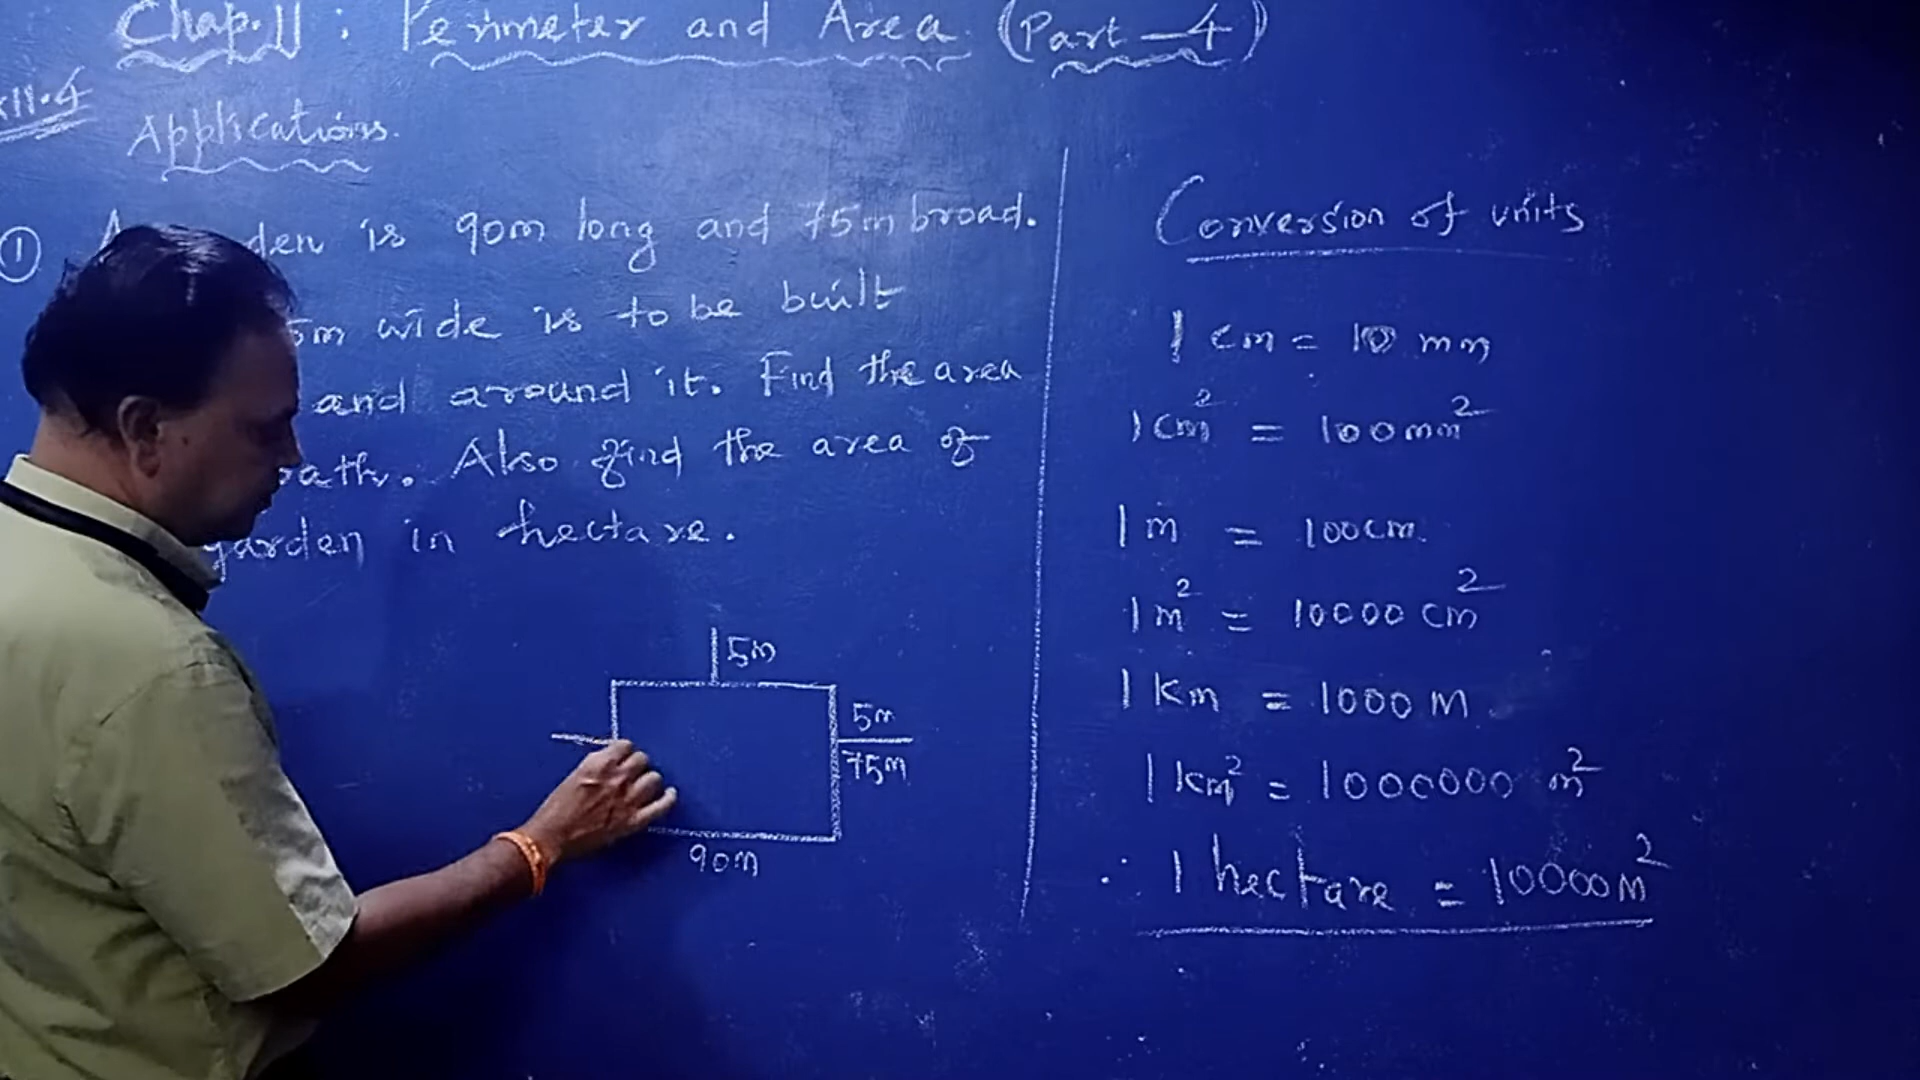 Chap.11: Perimeter and Area (Part-4)
11.4
Applications.
① is 90m long and 75m broad.
5m wide is to be built
and around it. Find the area
path. Also find the area of
garden in hectare.
5m
5m
75m
90m
Conversion of units
1 cm = 10 mm
1 cm² = 100 mm²
1 m = 100 cm.
1 m² = 10000 cm²
1 Km = 1000 M
1 km² = 1000000 m²
∴ 1 hectare = 10000 M²